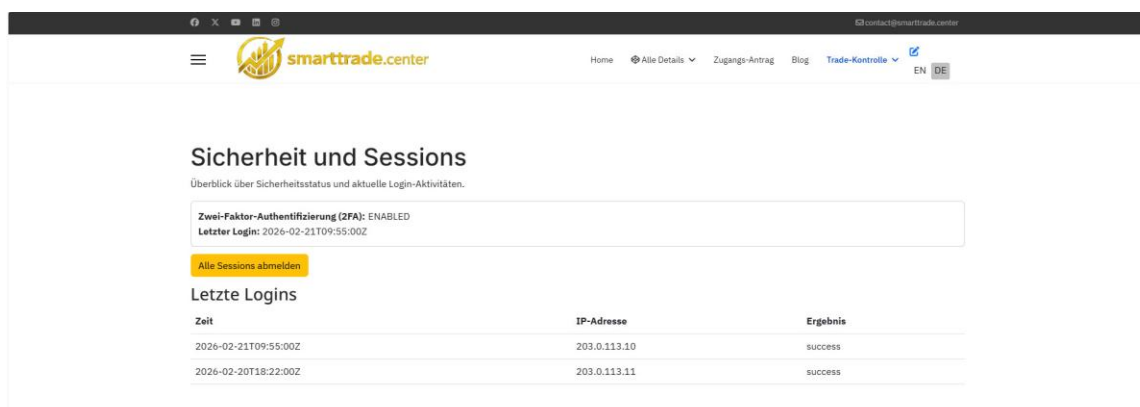 contact@smarttrade.center
smarttrade.center
Home Alle Details Zugangs-Antrag Blog Trade-Kontrolle
EN DE
Sicherheit und Sessions
Überblick über Sicherheitsstatus und aktuelle Login-Aktivitäten.
Zwei-Faktor-Authentifizierung (2FA): ENABLED
Letzter Login: 2026-02-21T09:55:00Z
Alle Sessions abmelden
Letzte Logins
Zeit IP-Adresse Ergebnis
2026-02-21T09:55:00Z 203.0.113.10 success
2026-02-20T18:22:00Z 203.0.113.11 success